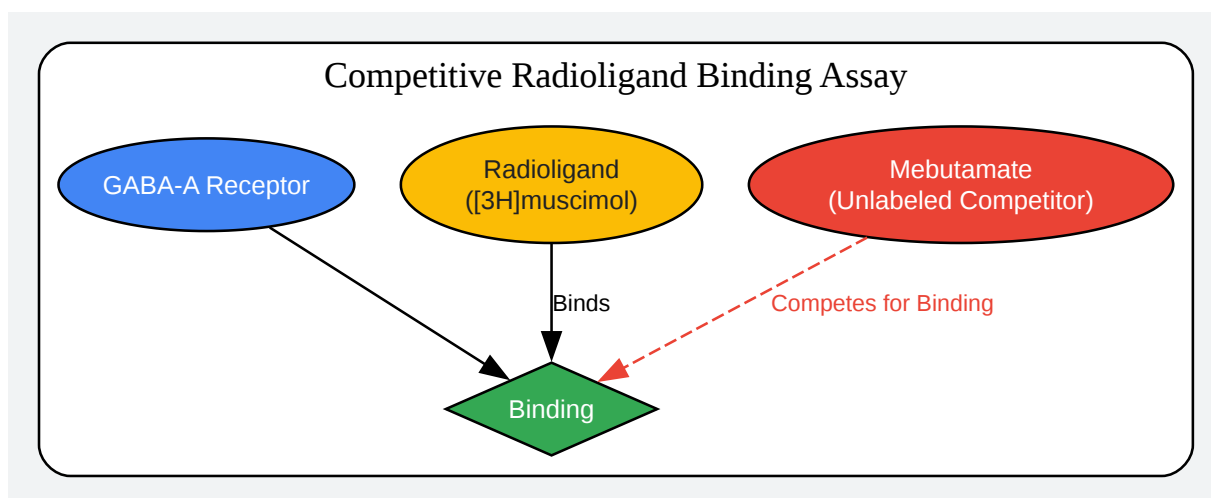 Competitive Radioligand Binding Assay
GABA-A Receptor
Radioligand
([3H]muscimol)
Mebutamate
(Unlabeled Competitor)
Binds
Competes for Binding
Binding